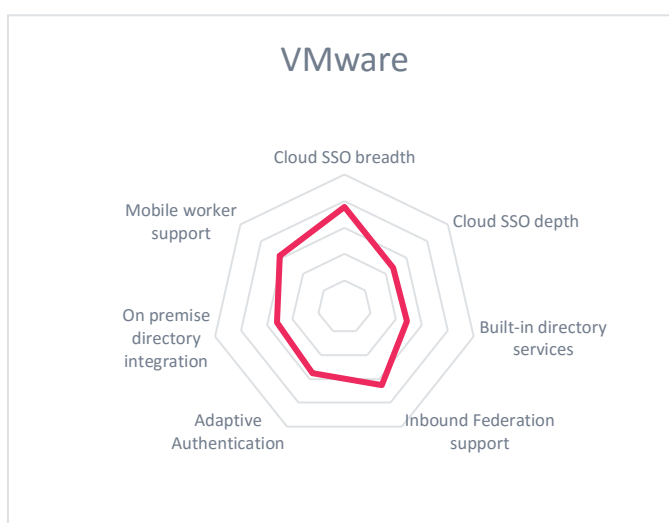 VMware
Cloud SSO breadth
Mobile worker
support
Cloud SSO depth
On premise
directory
integration
Built-in directory
services
Adaptive
Authentication
Inbound Federation
support